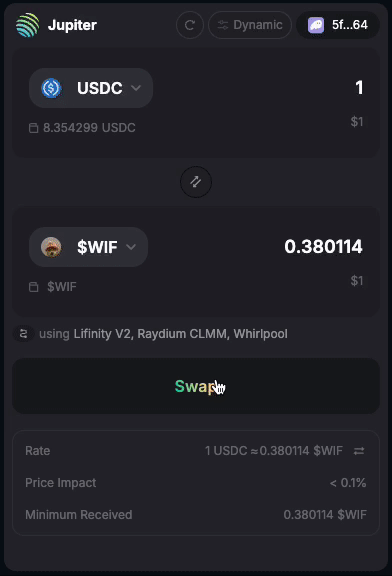 Jupiter Dynamic 5f...64
USDC 1
8.354299 USDC $1
$WIF 0.380114
$WIF $1
using Lifinity V2, Raydium CLMM, Whirlpool
Swap
Rate 1 USDC ≈ 0.380114 $WIF
Price Impact < 0.1%
Minimum Received 0.380114 $WIF